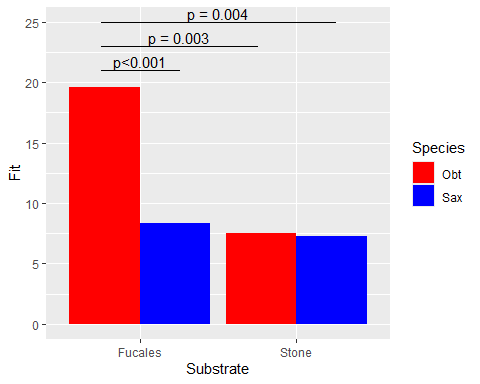 25
20
15
10
5
0
Fit
p = 0.004
p = 0.003
p<0.001
Fucales
Stone
Substrate
Species
Obt
Sax